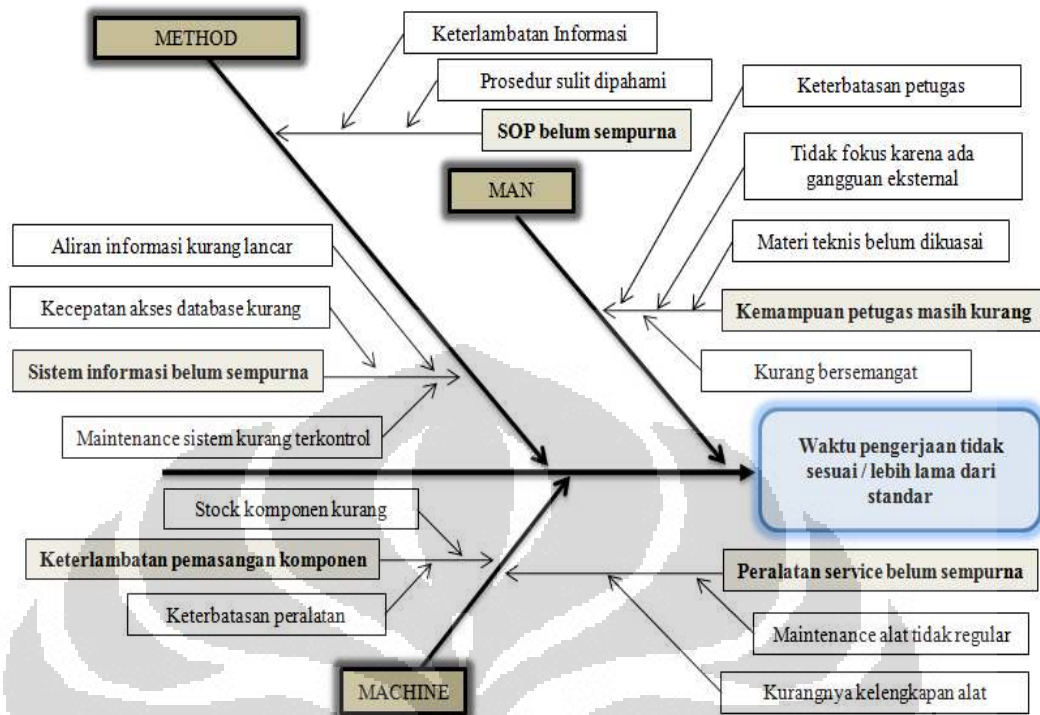 METHOD
Keterlambatan Informasi
Prosedur sulit dipahami
SOP belum sempurna
Keterbatasan petugas
MAN
Tidak fokus karena ada
gangguan eksternal
Aliran informasi kurang lancar
Materi teknis belum dikuasai
Kecepatan akses database kurang
Kemampuan petugas masih kurang
Sistem informasi belum sempurna
Kurang bersemangat
Maintenance sistem kurang terkontrol
Waktu pengerjaan tidak
sesuai / lebih lama dari
standar
Stock komponen kurang
Keterlambatan pemasangan komponen
Peralatan service belum sempurna
Keterbatasan peralatan
Maintenance alat tidak regular
MACHINE
Kurangnya kelengkapan alat